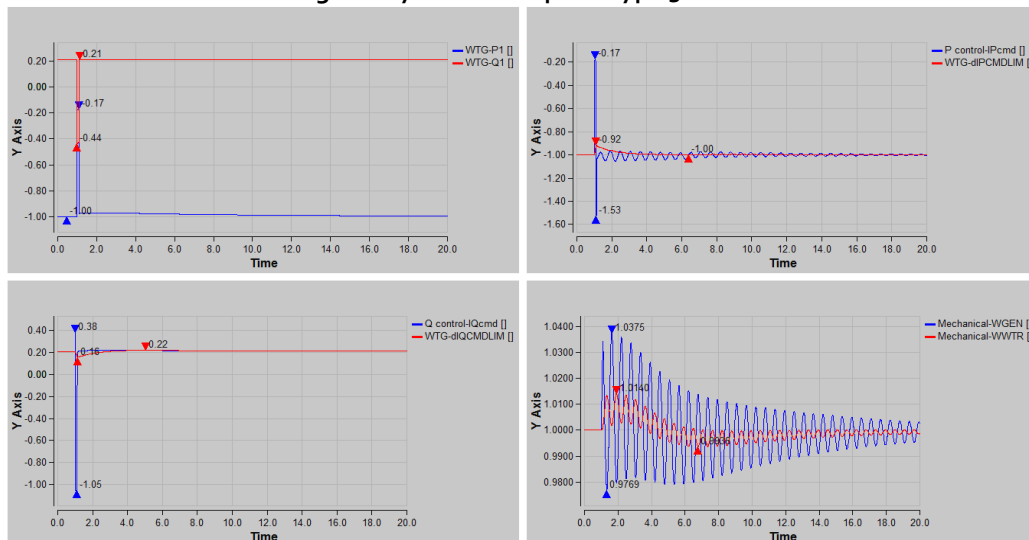 WTG-P1 []
WTG-Q1 []
0.21
0.20
0.00
-0.20
-0.17
-0.40
-0.44
-0.60
-0.80
-1.00
-1.00
Y Axis
0.0 2.0 4.0 6.0 8.0 10.0 12.0 14.0 16.0 18.0 20.0
Time
P control-IPcmd []
WTG-dIPCMDLIM []
-0.17
-0.20
-0.40
-0.60
-0.80
-0.92
-1.00
-1.00
-1.20
-1.40
-1.53
-1.60
Y Axis
0.0 2.0 4.0 6.0 8.0 10.0 12.0 14.0 16.0 18.0 20.0
Time
Q control-IQcmd []
WTG-dIQCMDLIM []
0.38
0.40
0.22
0.20
0.16
0.00
-0.20
-0.40
-0.60
-0.80
-1.00
-1.05
Y Axis
0.0 2.0 4.0 6.0 8.0 10.0 12.0 14.0 16.0 18.0 20.0
Time
Mechanical-WGEN [
Mechanical-WWTR [
1.0375
1.0400
1.0300
1.0200
1.0140
1.0100
1.0000
0.9936
0.9900
0.9800
0.9769
Y Axis
0.0 2.0 4.0 6.0 8.0 10.0 12.0 14.0 16.0 18.0 20.0
Time